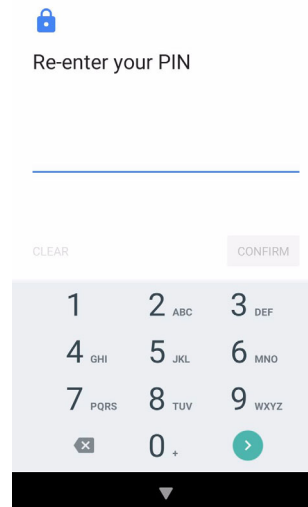 Re-enter your PIN
CLEAR CONFIRM
1 2 ABC 3 DEF
4 GHI 5 JKL 6 MNO
7 PQRS 8 TUV 9 WXYZ
0 +